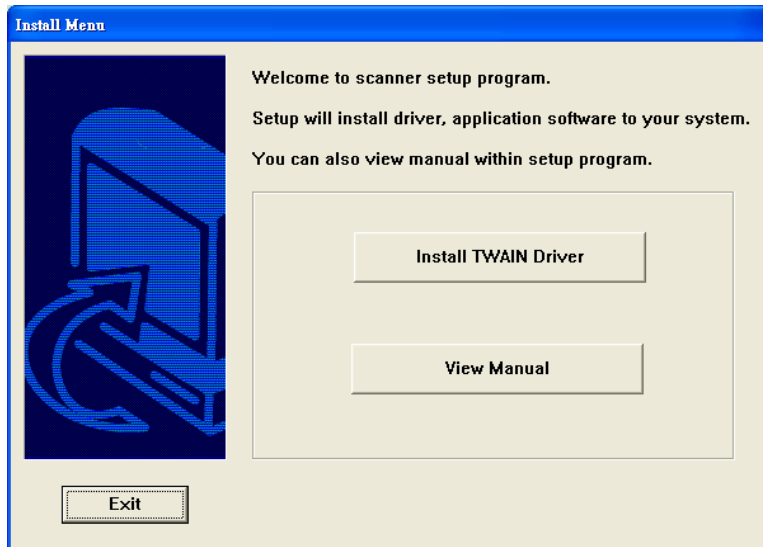 Install Menu
Welcome to scanner setup program.
Setup will install driver, application software to your system.
You can also view manual within setup program.
Install TWAIN Driver
View Manual
Exit